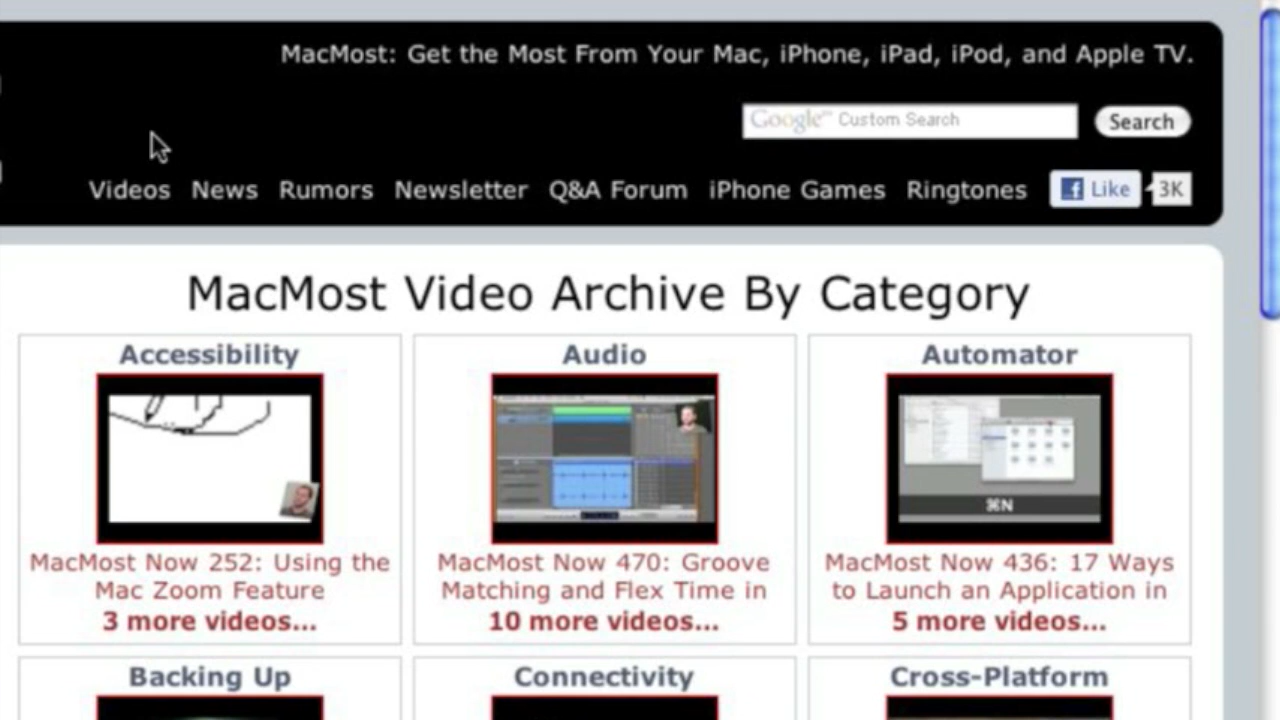 MacMost: Get the Most From Your Mac, iPhone, iPad, iPod, and Apple TV.
Google™ Custom Search
Search
Videos News Rumors Newsletter Q&A Forum iPhone Games Ringtones Like 3K
MacMost Video Archive By Category
Accessibility Audio Automator
⌘N
MacMost Now 252: Using the MacMost Now 470: Groove MacMost Now 436: 17 Ways
Mac Zoom Feature Matching and Flex Time in to Launch an Application in
3 more videos... 10 more videos... 5 more videos...
Backing Up Connectivity Cross-Platform